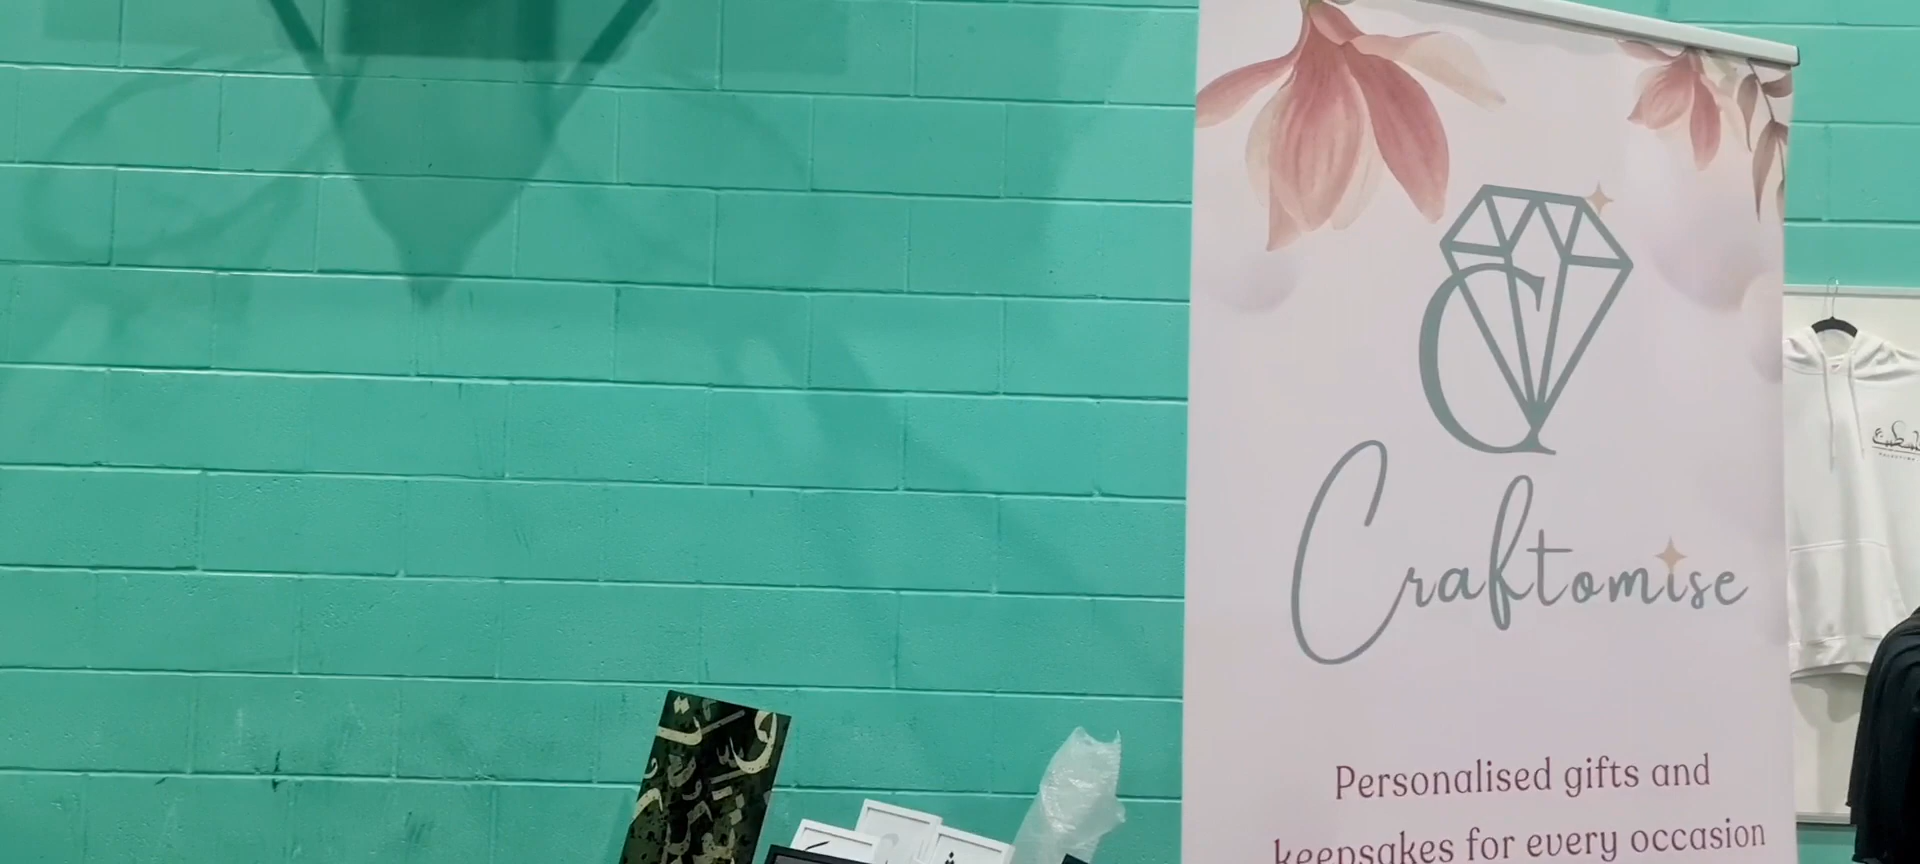 Craftomise
Personalised gifts and
keepsakes for every occasion